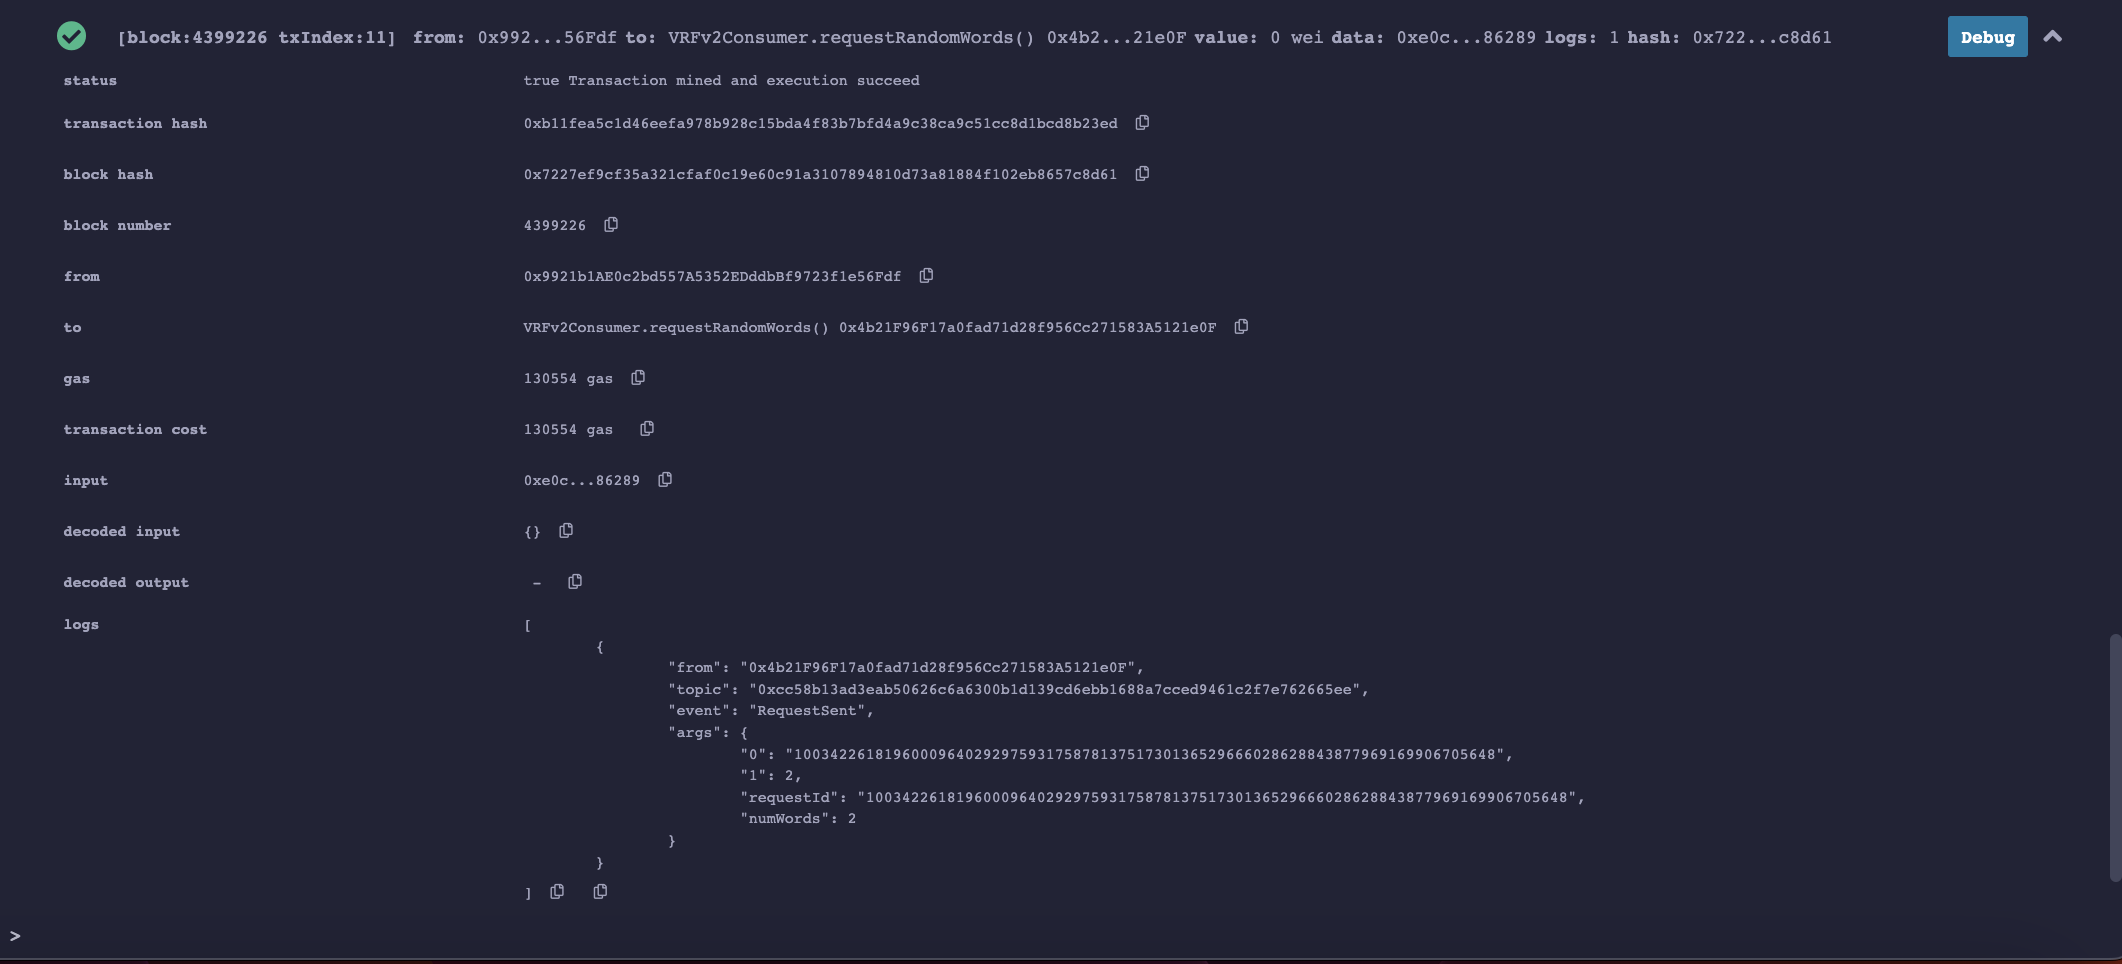 [block:4399226 txIndex:11] from: 0x992...56Fdf to: VRFv2Consumer.requestRandomWords() 0x4b2...21e0F value: 0 wei data: 0xe0c...86289 logs: 1 hash: 0x722...c8d61 Debug
status true Transaction mined and execution succeed
transaction hash 0xb11fea5c1d46eefa978b928c15bda4f83b7bfd4a9c38ca9c51cc8d1bcd8b23ed
block hash 0x7227ef9cf35a321cfaf0c19e60c91a3107894810d73a81884f102eb8657c8d61
block number 4399226
from 0x9921b1AE0c2bd557A5352EDddbBf9723f1e56Fdf
to VRFv2Consumer.requestRandomWords() 0x4b21F96F17a0fad71d28f956Cc271583A5121e0F
gas 130554 gas
transaction cost 130554 gas
input 0xe0c...86289
decoded input {}
decoded output -
logs [
{
"from": "0x4b21F96F17a0fad71d28f956Cc271583A5121e0F",
"topic": "0xcc58b13ad3eab50626c6a6300b1d139cd6ebb1688a7cced9461c2f7e762665ee",
"event": "RequestSent",
"args": {
"0": "10034226181960009640292975931758781375173013652966602862884387796916990670​5648",
"1": 2,
"requestId": "100342261819600096402929759317587813751730136529666028628843877969169906705648",
"numWords": 2
}
}
]
>